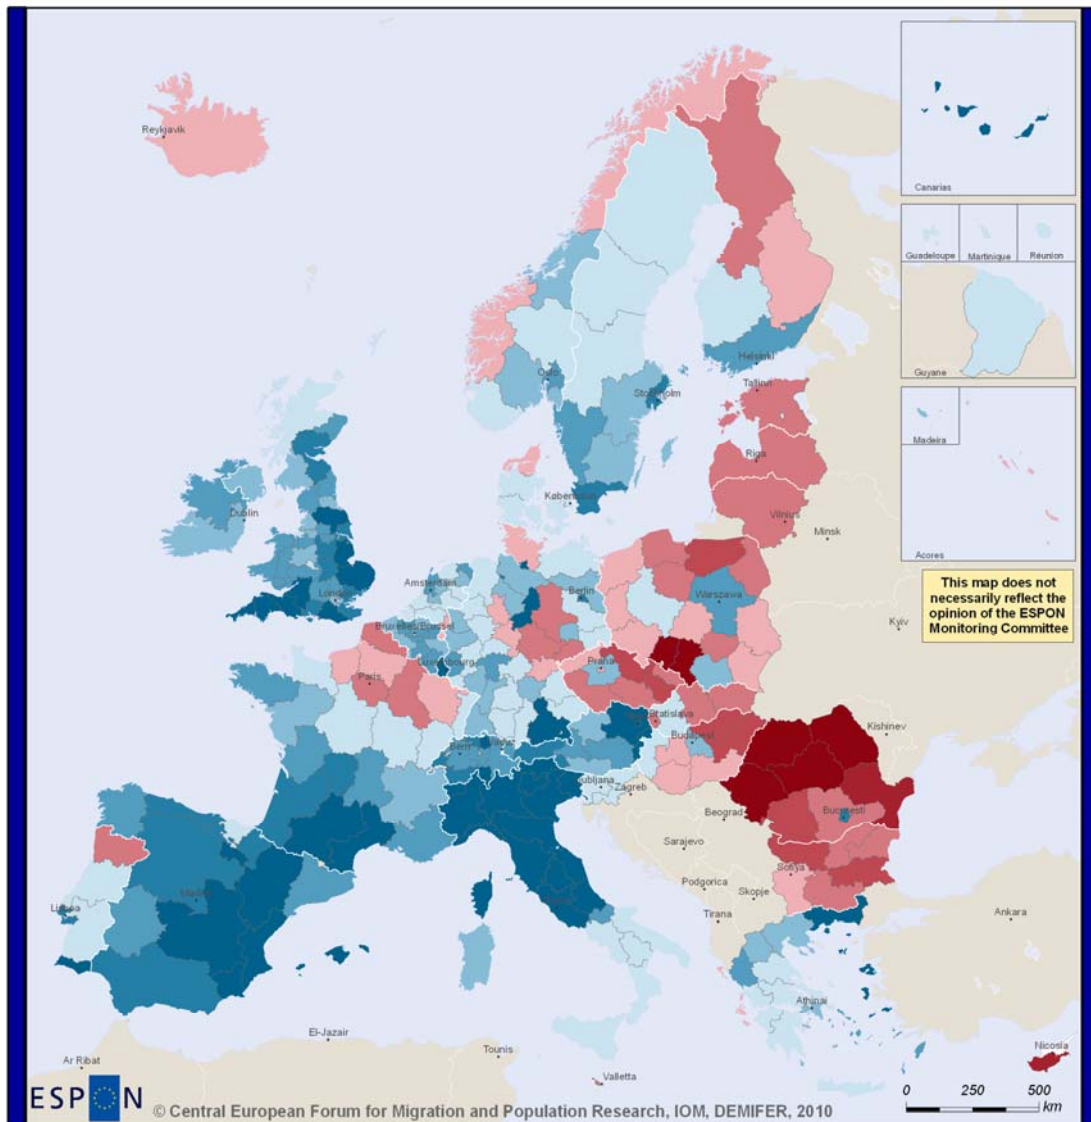 Reykjavik
Canarias
Guadeloupe
Martinique
Réunion
Guyane
Madeira
Acores
This map does not
necessarily reflect the
opinion of the ESPON
Monitoring Committee
Oslo
Stockholm
Helsinki
Tallinn
Riga
Vilnius
Minsk
København
Dublin
London
Amsterdam
Berlin
Warszawa
Kyiv
Bruxelles/Brussel
Luxembourg
Paris
Praha
Bratislava
Budapest
Kishinev
Bern
Vaduz
Ljubljana
Zagreb
Beograd
Bucuresti
Sarajevo
Sofiya
Podgorica
Skopje
Tirana
Ankara
Madrid
Lisboa
Athinai
El-Jazair
Tounis
Ar Ribat
Valletta
Nicosia
0 250 500
km
ESPON
© Central European Forum for Migration and Population Research, IOM, DEMIFER, 2010